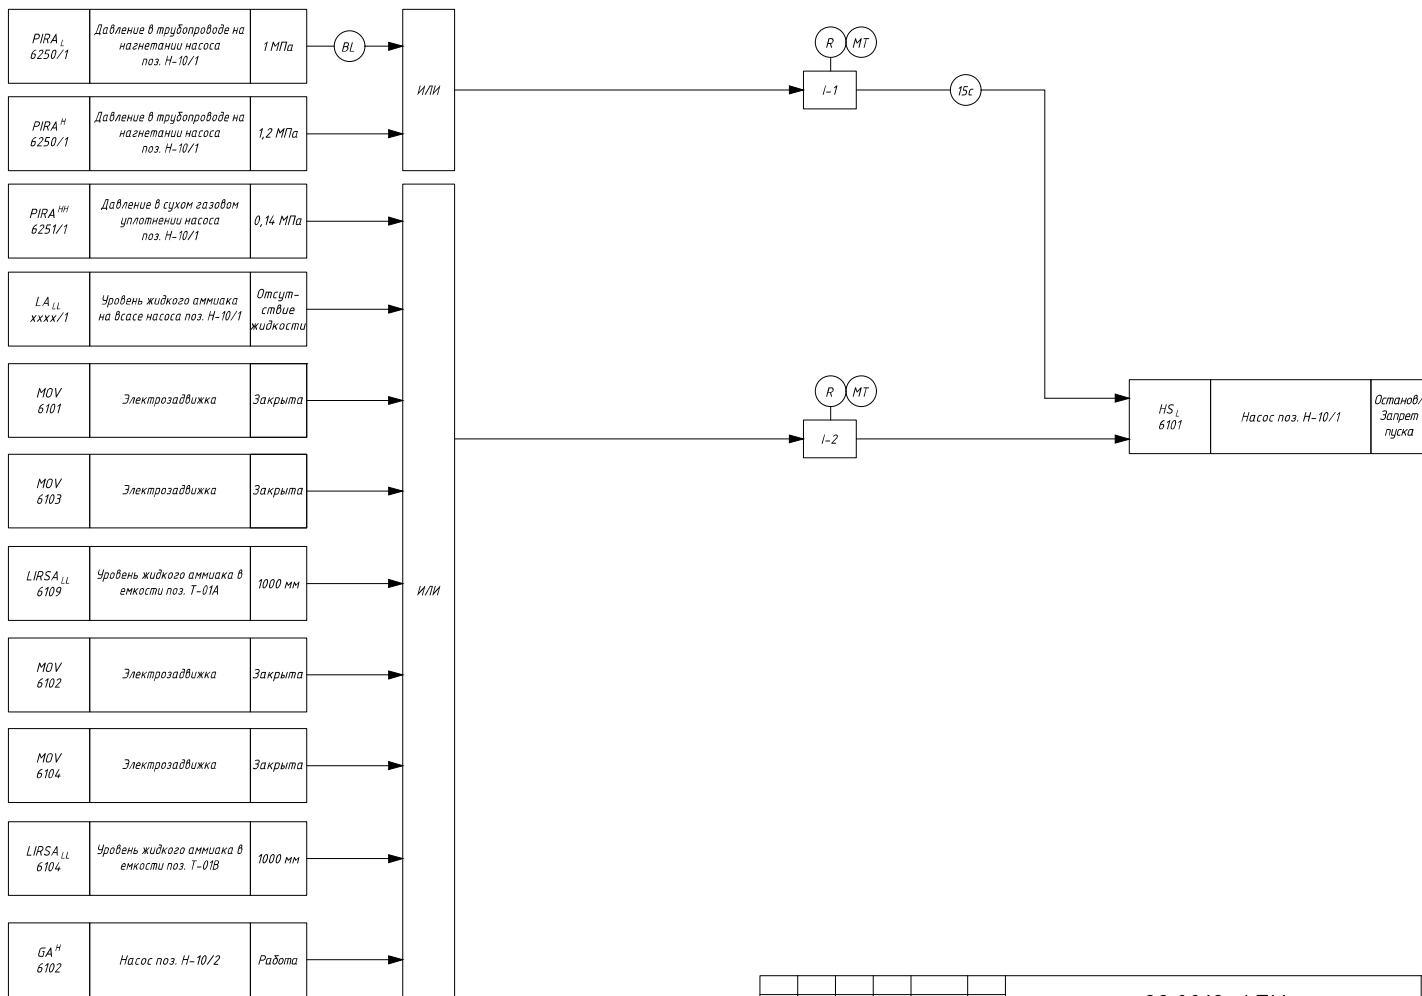 PIRA L
6250/1
Давление в трубопроводе на
нагнетании насоса
поз. Н-10/1
1 МПа
BL
ИЛИ
R
MT
I-1
15с
PIRA H
6250/1
Давление в трубопроводе на
нагнетании насоса
поз. Н-10/1
1,2 МПа
PIRA HH
6251/1
Давление в сухом газовом
уплотнении насоса
поз. Н-10/1
0,14 МПа
LA LL
xxxx/1
Уровень жидкого аммиака
на всасе насоса поз. Н-10/1
Отсут-
ствие
жидкости
MOV
6101
Электрозадвижка
Закрыта
R
MT
I-2
HS L
6101
Насос поз. Н-10/1
Останов/
Запрет
пуска
MOV
6103
Электрозадвижка
Закрыта
LIRSA LL
6109
Уровень жидкого аммиака в
емкости поз. Т-01А
1000 мм
ИЛИ
MOV
6102
Электрозадвижка
Закрыта
MOV
6104
Электрозадвижка
Закрыта
LIRSA LL
6104
Уровень жидкого аммиака в
емкости поз. Т-01В
1000 мм
GA H
6102
Насос поз. Н-10/2
Работа